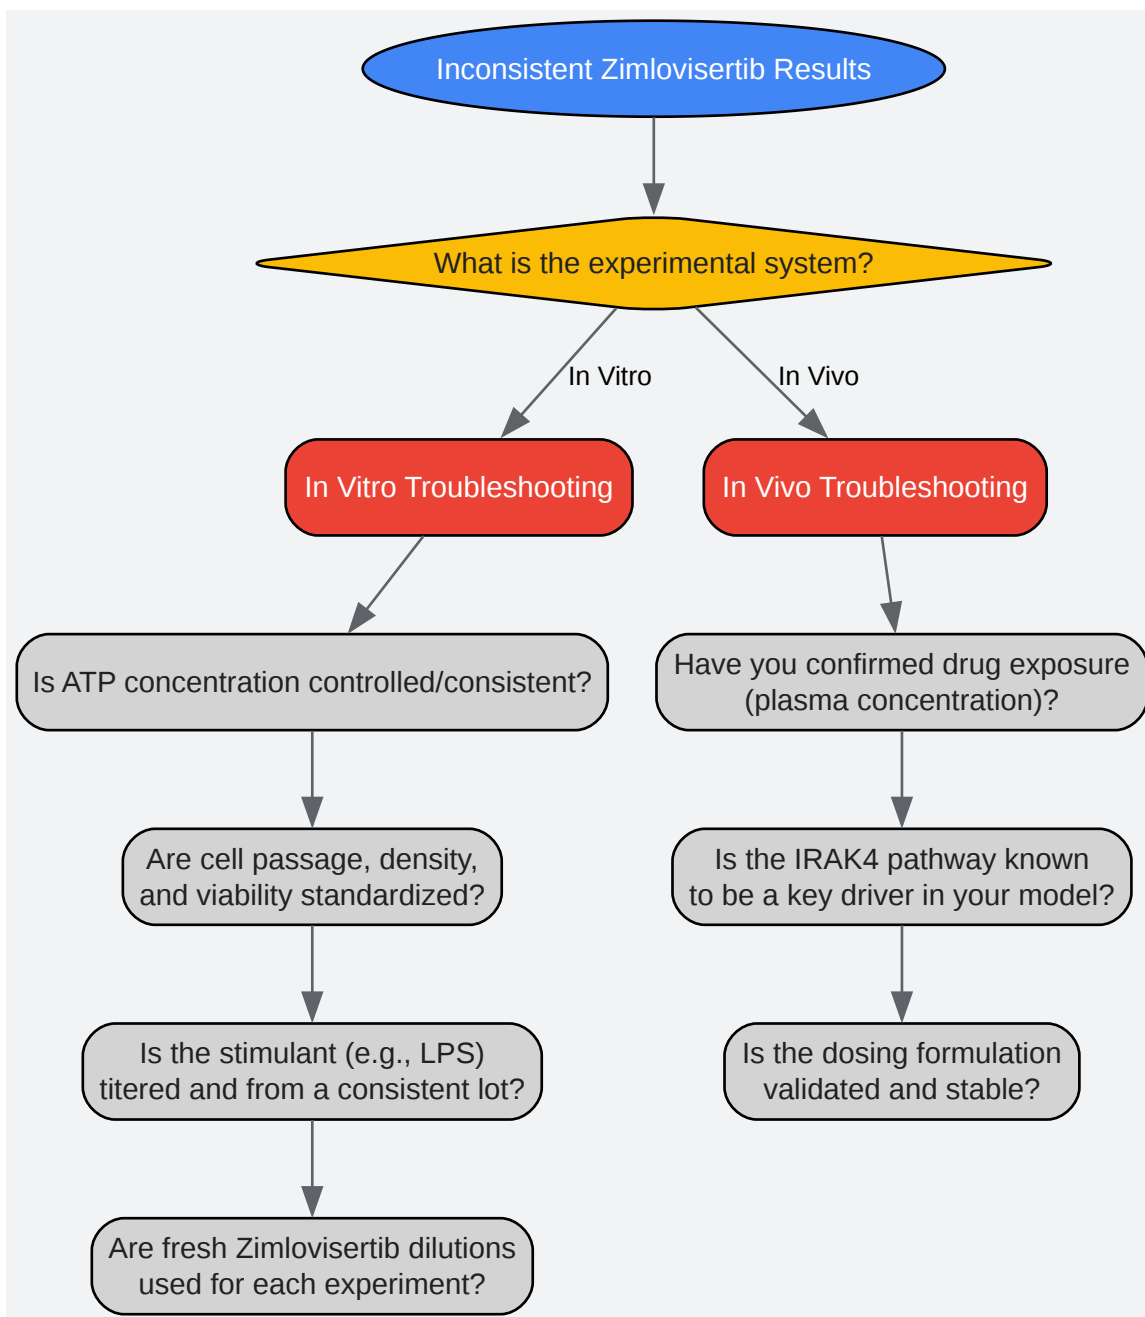 Inconsistent Zimlovisertib Results
What is the experimental system?
In Vitro
In Vivo
In Vitro Troubleshooting
In Vivo Troubleshooting
Is ATP concentration controlled/consistent?
Have you confirmed drug exposure
(plasma concentration)?
Are cell passage, density,
and viability standardized?
Is the IRAK4 pathway known
to be a key driver in your model?
Is the stimulant (e.g., LPS)
titered and from a consistent lot?
Is the dosing formulation
validated and stable?
Are fresh Zimlovisertib dilutions
used for each experiment?